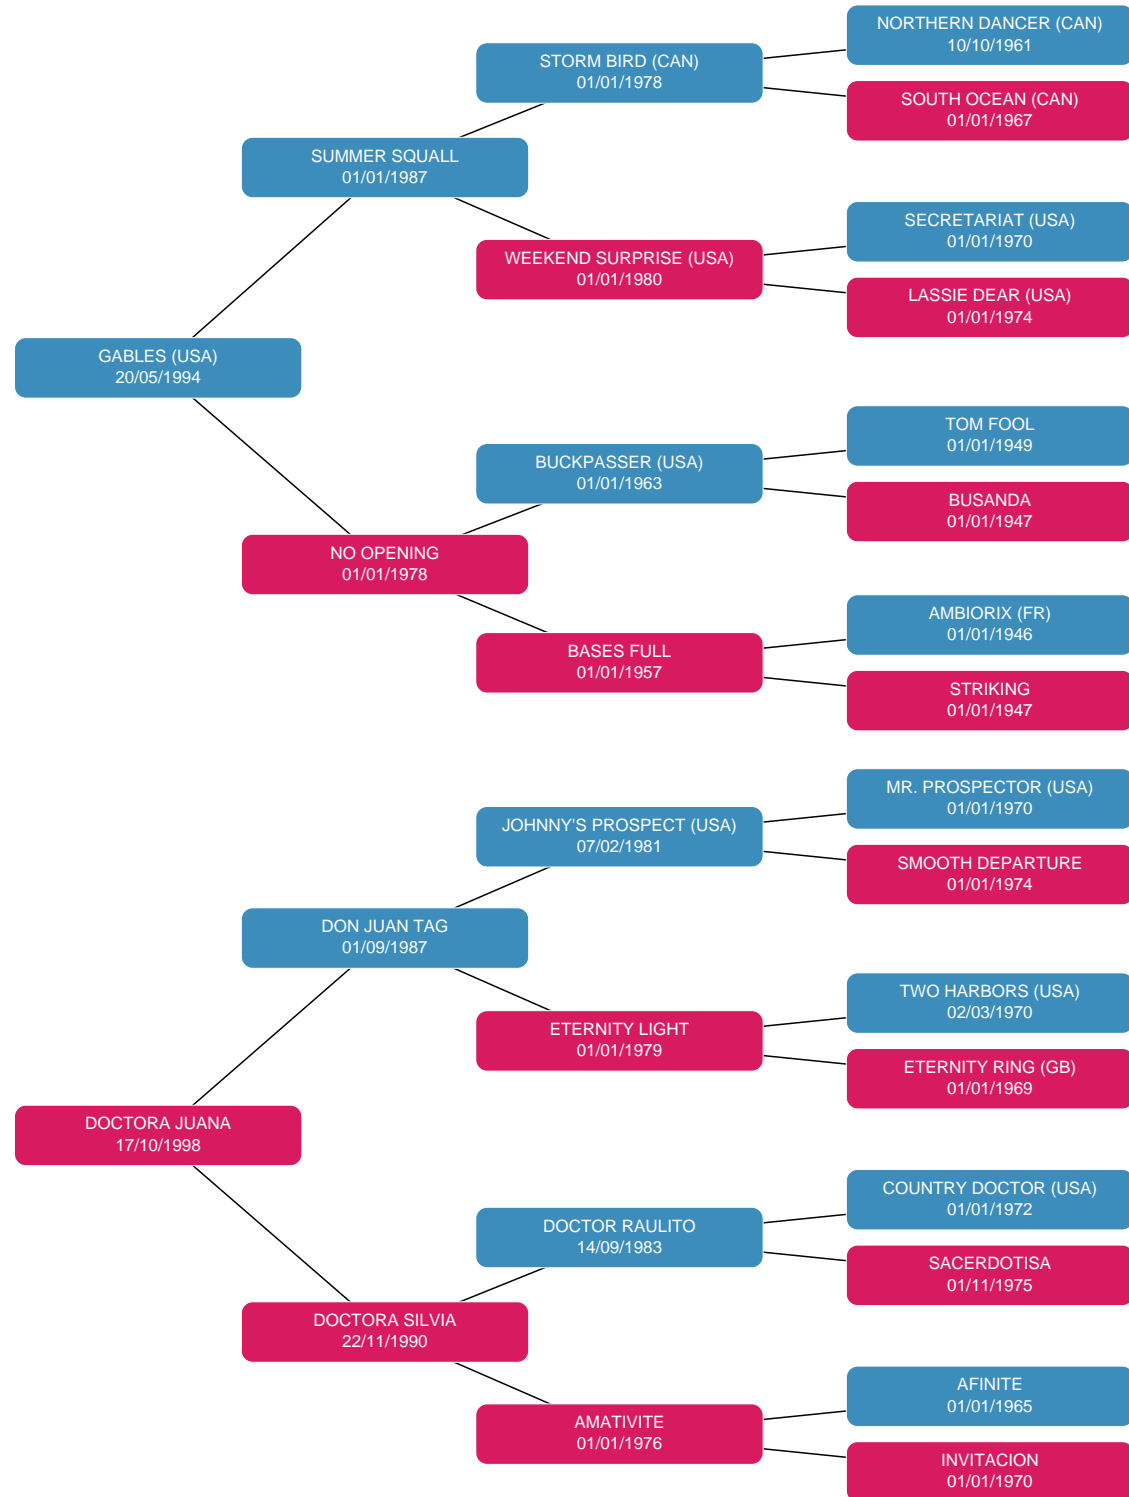 NORTHERN DANCER (CAN)
10/10/1961
STORM BIRD (CAN)
01/01/1978
SOUTH OCEAN (CAN)
01/01/1967
SUMMER SQUALL
01/01/1987
SECRETARIAT (USA)
01/01/1970
WEEKEND SURPRISE (USA)
01/01/1980
LASSIE DEAR (USA)
01/01/1974
GABLES (USA)
20/05/1994
TOM FOOL
01/01/1949
BUCKPASSER (USA)
01/01/1963
BUSANDA
01/01/1947
NO OPENING
01/01/1978
AMBIORIX (FR)
01/01/1946
BASES FULL
01/01/1957
STRIKING
01/01/1947
MR. PROSPECTOR (USA)
01/01/1970
JOHNNY'S PROSPECT (USA)
07/02/1981
SMOOTH DEPARTURE
01/01/1974
DON JUAN TAG
01/09/1987
TWO HARBORS (USA)
02/03/1970
ETERNITY LIGHT
01/01/1979
ETERNITY RING (GB)
01/01/1969
DOCTORA JUANA
17/10/1998
COUNTRY DOCTOR (USA)
01/01/1972
DOCTOR RAULITO
14/09/1983
SACERDOTISA
01/11/1975
DOCTORA SILVIA
22/11/1990
AFINITE
01/01/1965
AMATIVITE
01/01/1976
INVITACION
01/01/1970